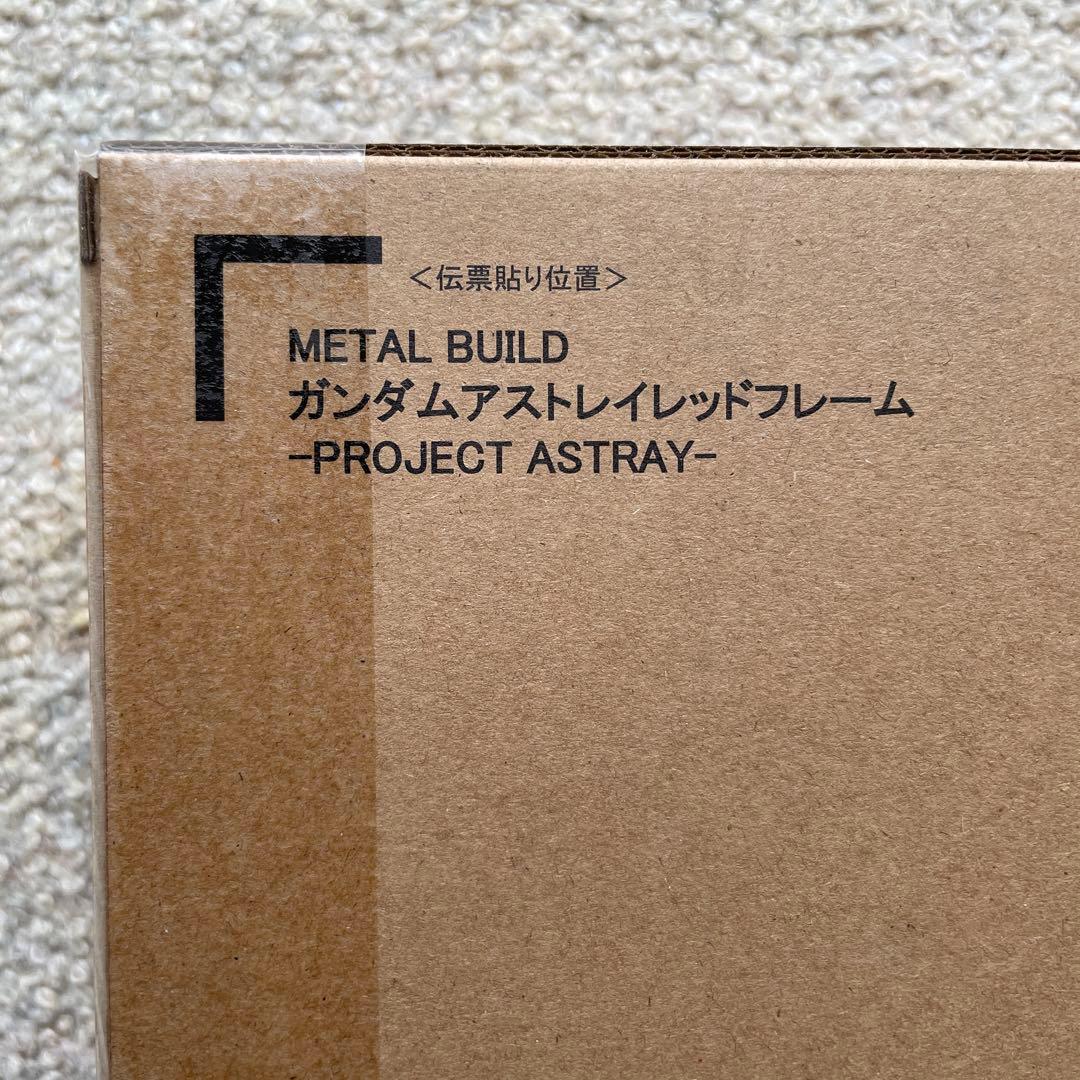 ＜伝票貼り位置＞
METAL BUILD
ガンダムアストレイレッドフレーム
-PROJECT ASTRAY-